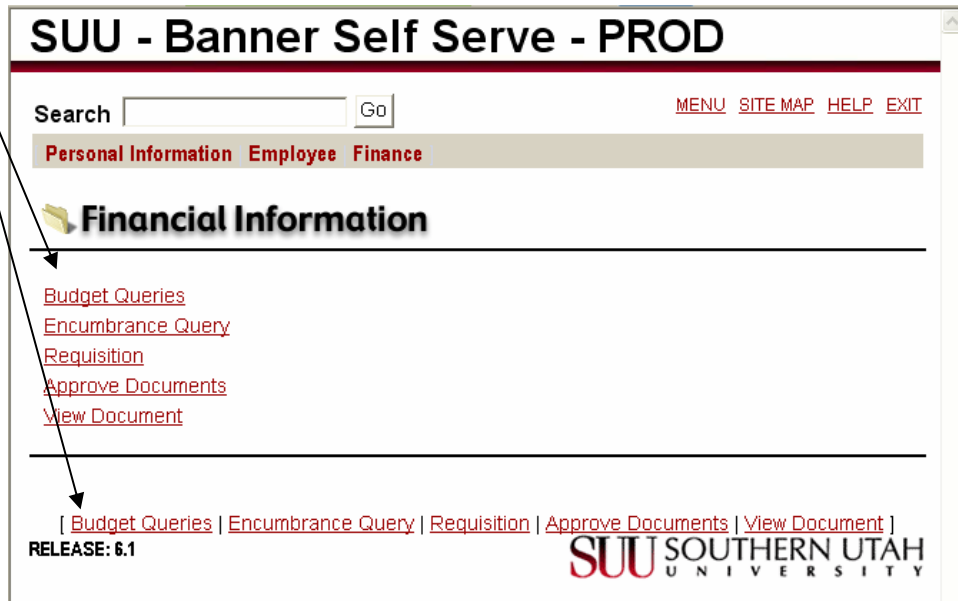 SUU - Banner Self Serve - PROD
Search Go MENU SITE MAP HELP EXIT
Personal Information Employee Finance
Financial Information
Budget Queries
Encumbrance Query
Requisition
Approve Documents
View Document
[ Budget Queries | Encumbrance Query | Requisition | Approve Documents | View Document ]
RELEASE: 6.1
SUU SOUTHERN UTAH
UNIVERSITY